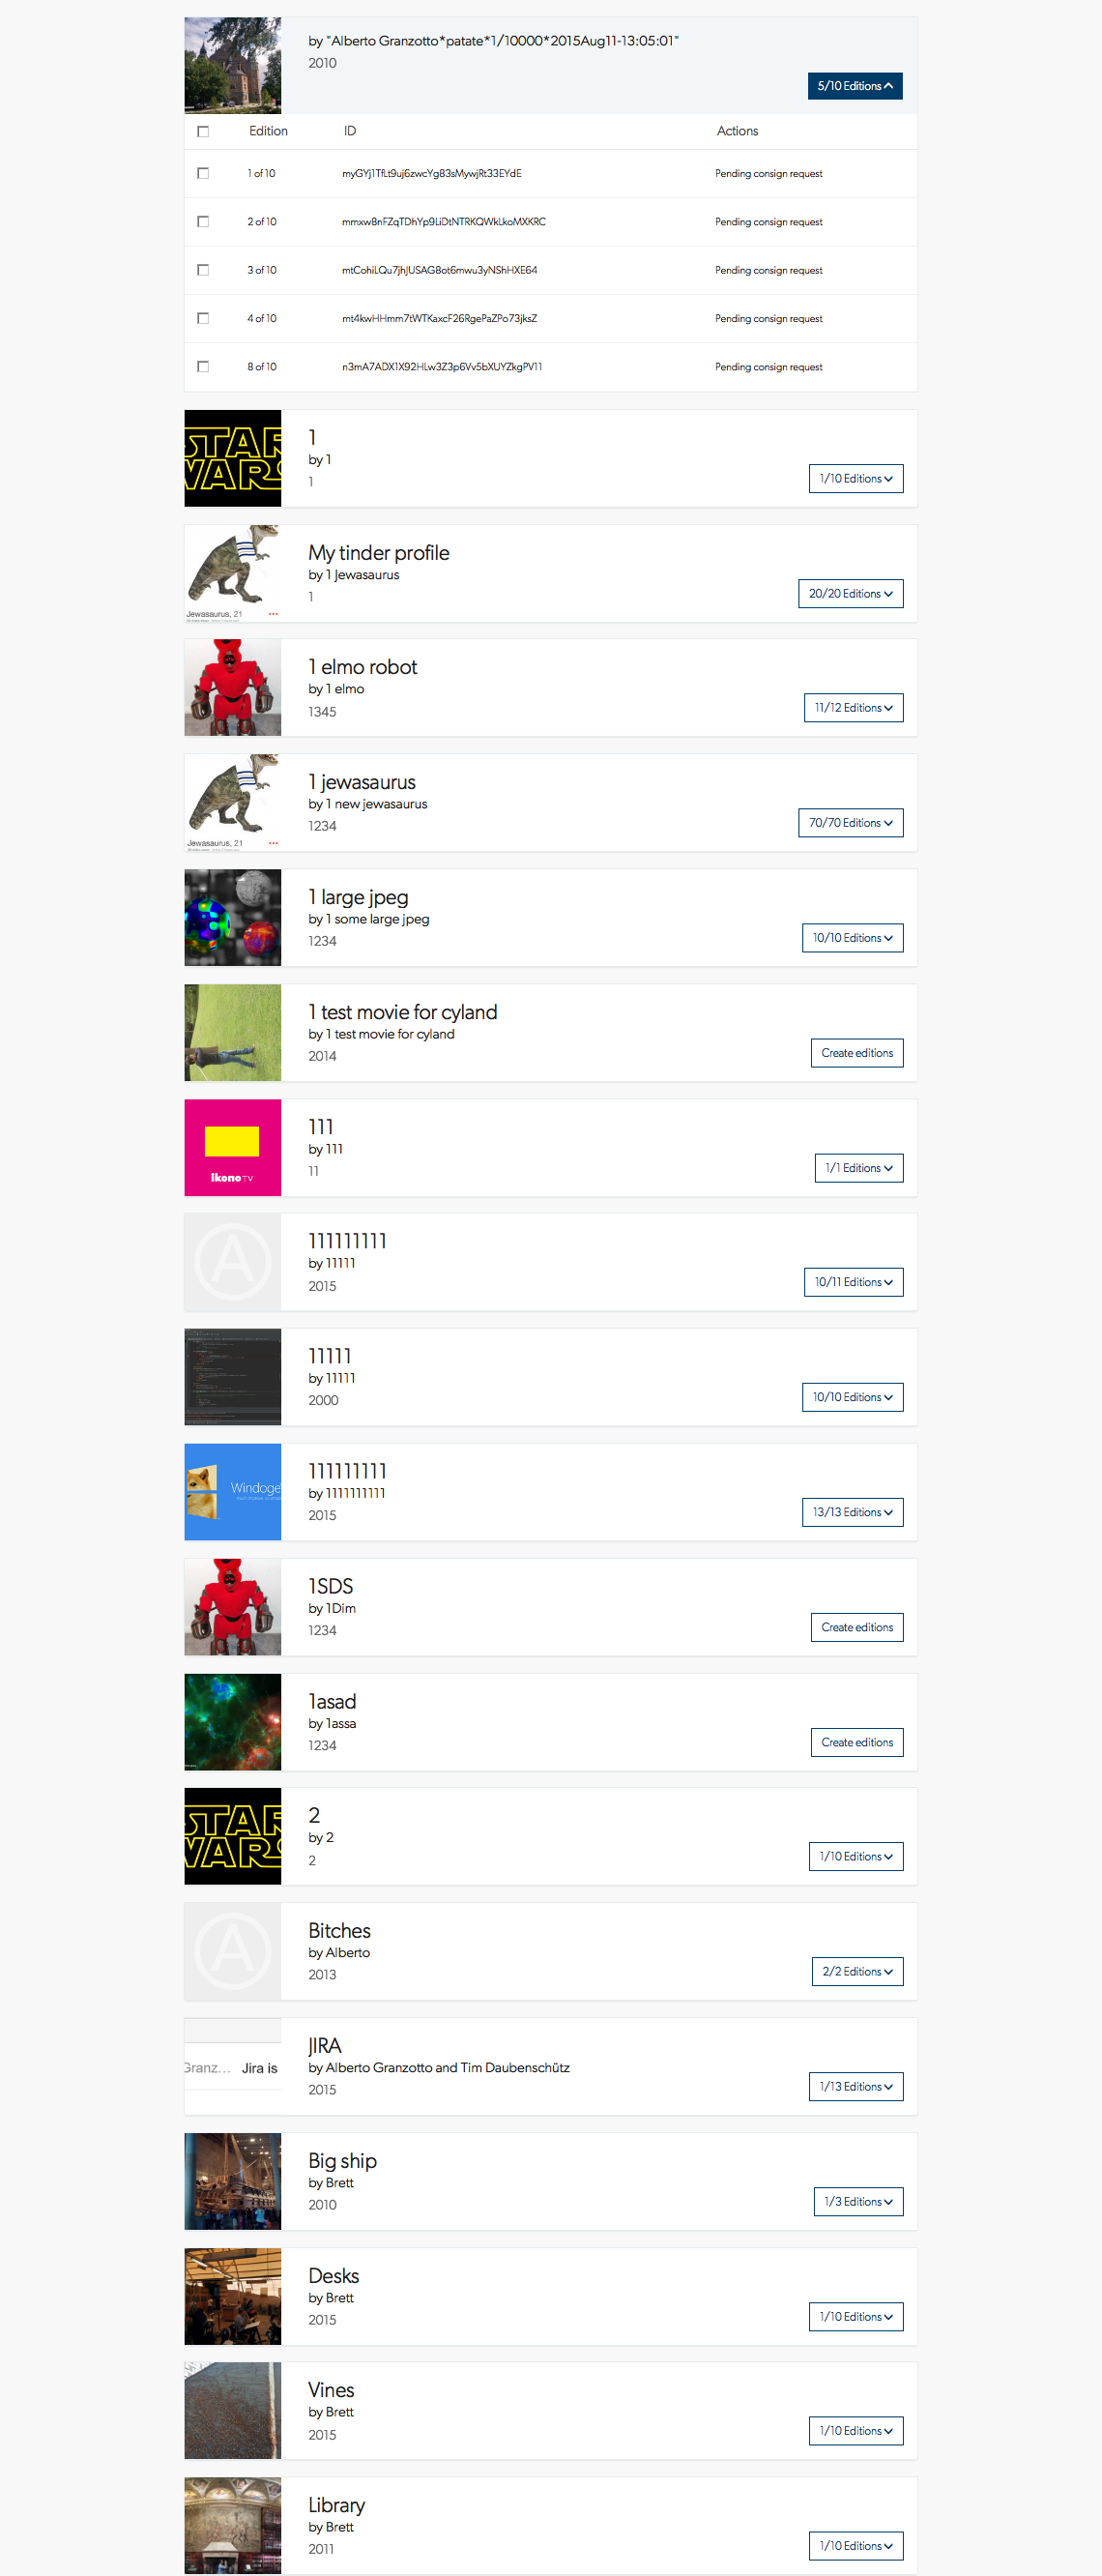 by "Alberto Granzotto*patate*1/10000*2015Aug11-13:05:01"
2010
5/10 Editions
Edition ID Actions
1 of 10 myGYj1TfLt9uj6zwcYg83sMywjRt33EYdE Pending consign request
2 of 10 mmxw8nFZqTDhYp9LiDtNTRKQWkLkoMXKRC Pending consign request
3 of 10 mtCohiLQu7jhJUSAG8ot6mwu3yNShHXE64 Pending consign request
4 of 10 mt4kwHHmm7tWTKaxcF26RgePaZPo73jksZ Pending consign request
8 of 10 n3mA7ADX1X92HLw3Z3p6Vv5bXUYZkgPV11 Pending consign request
STAR
WARS
1
by 1
1
1/10 Editions
Jewasaurus, 21
My tinder profile
by 1 Jewasaurus
1
20/20 Editions
1 elmo robot
by 1 elmo
1345
11/12 Editions
Jewasaurus, 21
1 jewasaurus
by 1 new jewasaurus
1234
70/70 Editions
1 large jpeg
by 1 some large jpeg
1234
10/10 Editions
1 test movie for cyland
by 1 test movie for cyland
2014
Create editions
ikonoTV
111
by 111
11
1/1 Editions
A
111111111
by 11111
2015
10/11 Editions
11111
by 11111
2000
10/10 Editions
Windoge
111111111
by 1111111111
2015
13/13 Editions
1SDS
by 1Dim
1234
Create editions
1asad
by 1assa
1234
Create editions
STAR
WARS
2
by 2
2
1/10 Editions
A
Bitches
by Alberto
2013
2/2 Editions
Granz... Jira is
JIRA
by Alberto Granzotto and Tim Daubenschütz
2015
1/13 Editions
Big ship
by Brett
2010
1/3 Editions
Desks
by Brett
2015
1/10 Editions
Vines
by Brett
2015
1/10 Editions
Library
by Brett
2011
1/10 Editions